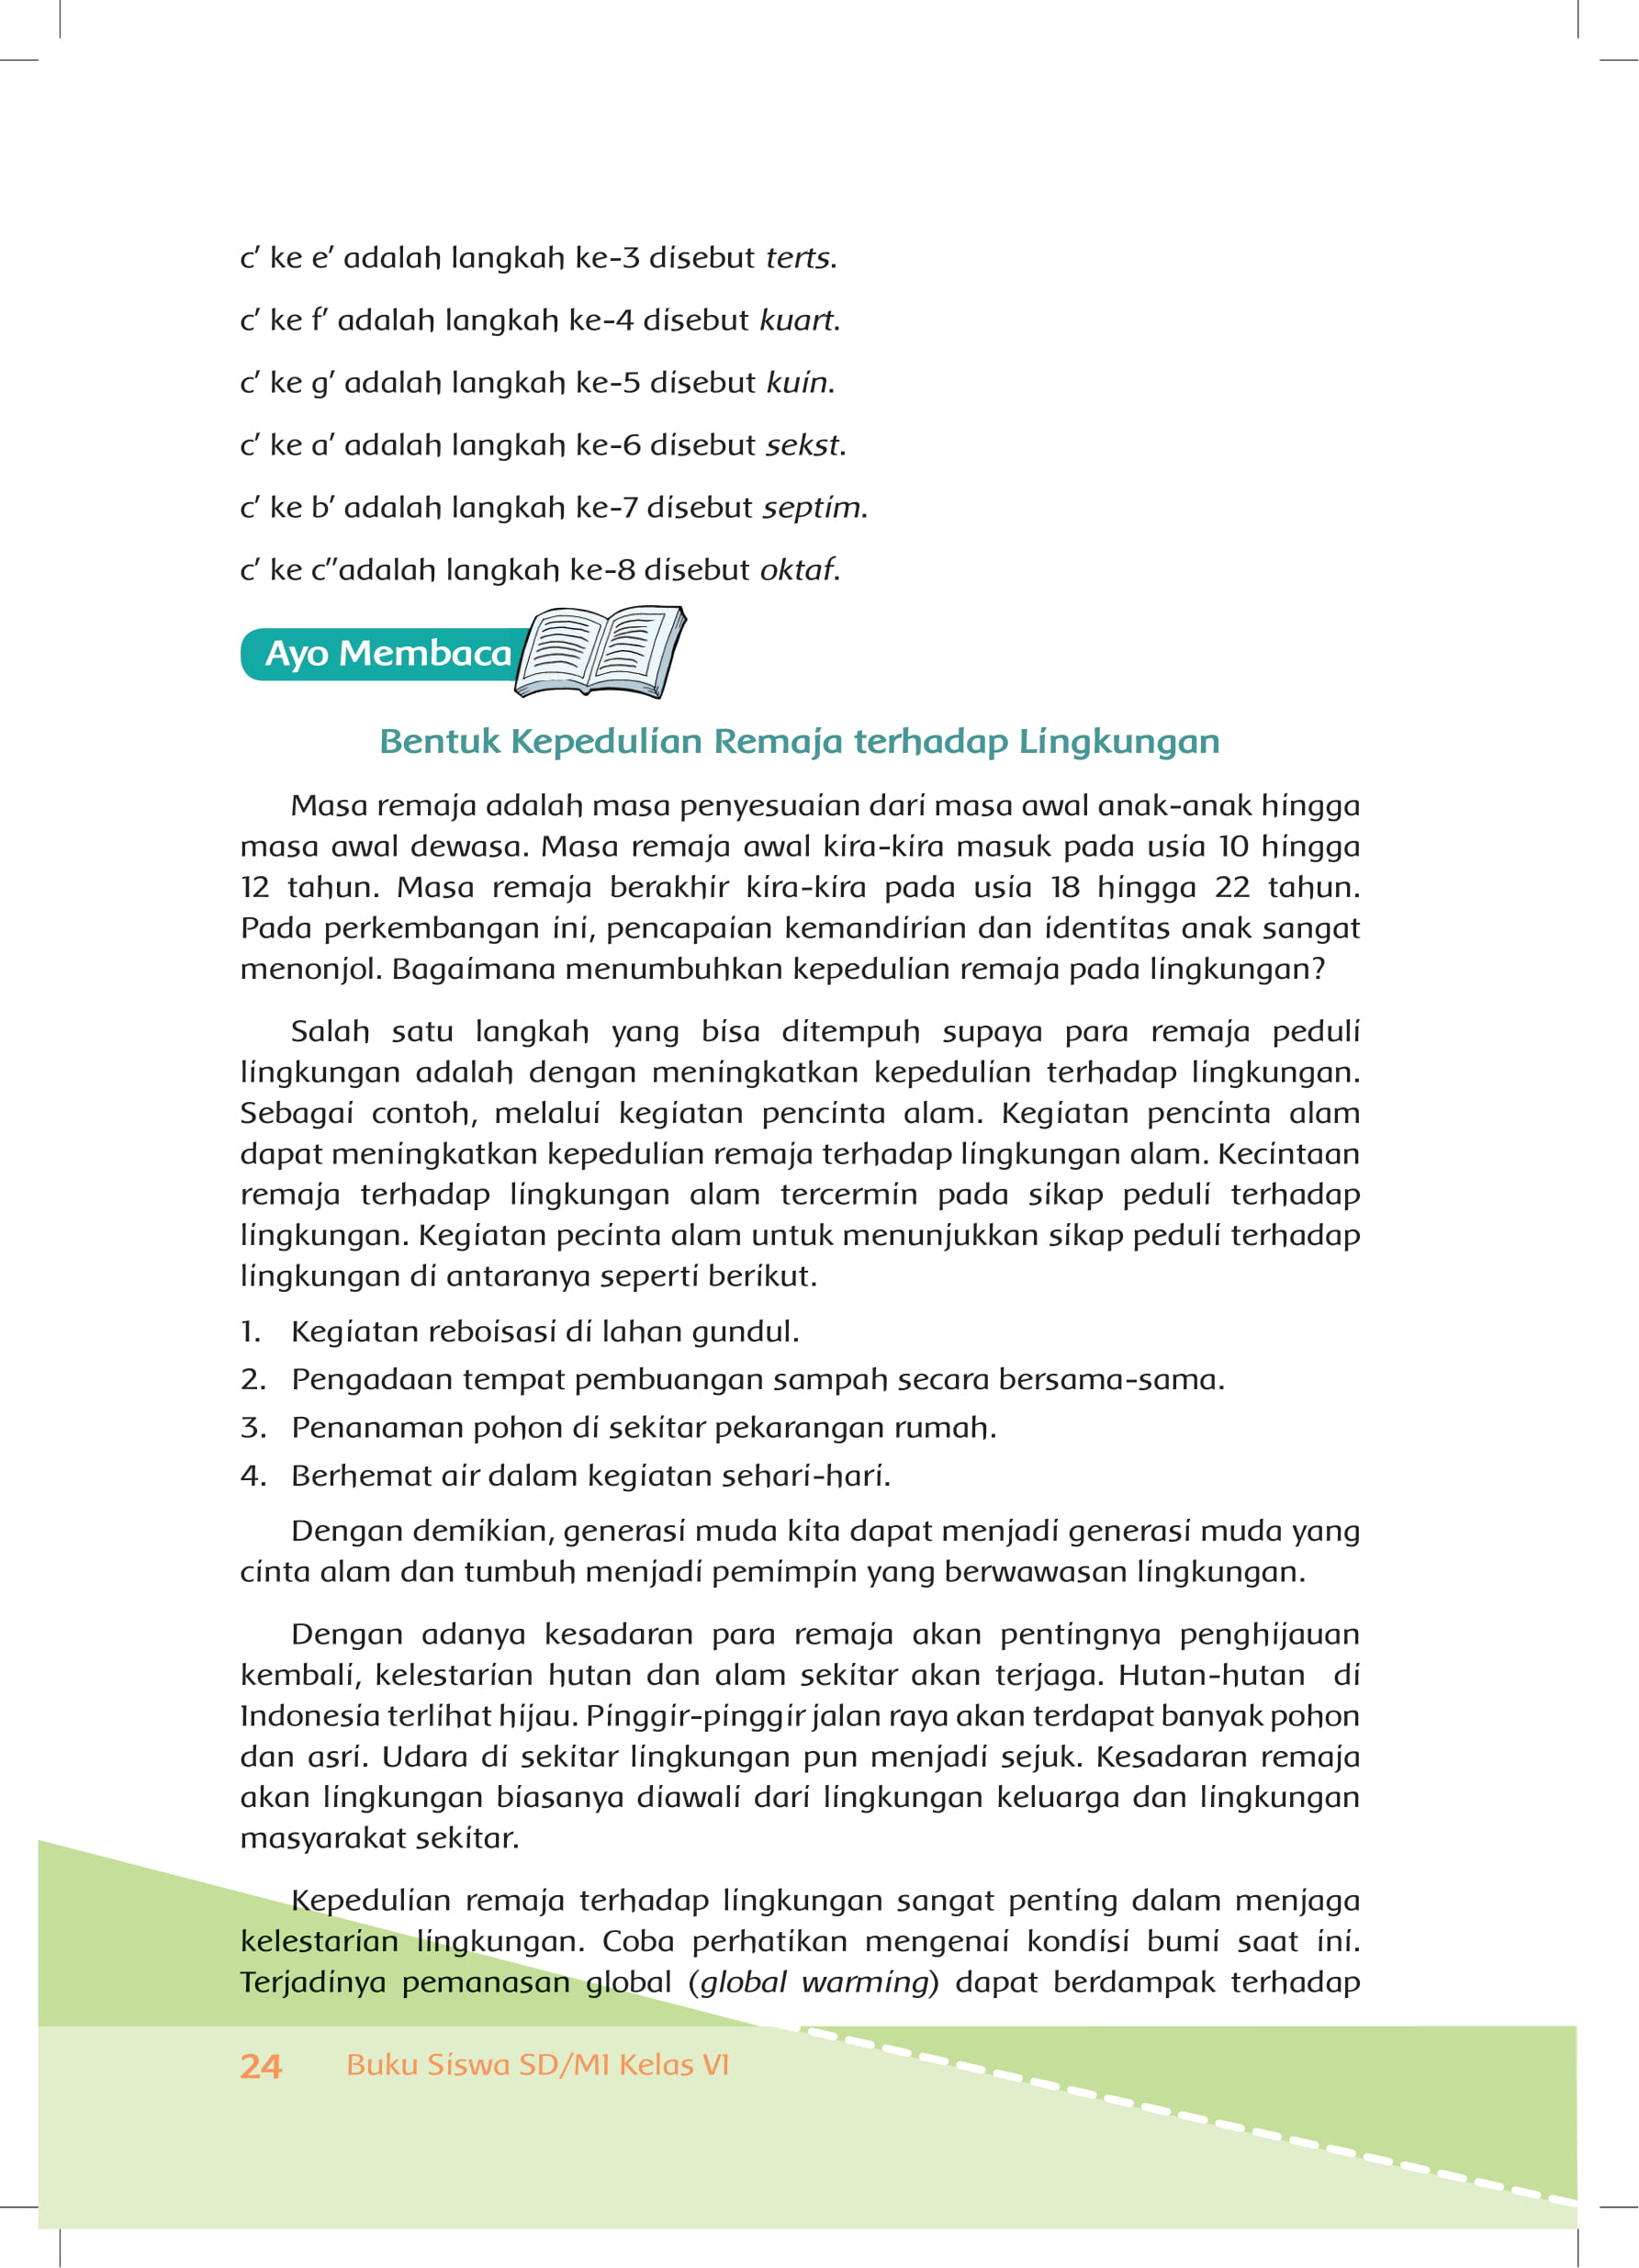 c’ ke e’ adalah langkah ke-3 disebut terts.
c’ ke f’ adalah langkah ke-4 disebut kuart.
c’ ke g’ adalah langkah ke-5 disebut kuin.
c’ ke a’ adalah langkah ke-6 disebut sekst.
c’ ke b’ adalah langkah ke-7 disebut septim.
c’ ke c’’adalah langkah ke-8 disebut oktaf.
Ayo Membaca
Bentuk Kepedulian Remaja terhadap Lingkungan
Masa remaja adalah masa penyesuaian dari masa awal anak-anak hingga
masa awal dewasa. Masa remaja awal kira-kira masuk pada usia 10 hingga
12 tahun. Masa remaja berakhir kira-kira pada usia 18 hingga 22 tahun.
Pada perkembangan ini, pencapaian kemandirian dan identitas anak sangat
menonjol. Bagaimana menumbuhkan kepedulian remaja pada lingkungan?
Salah satu langkah yang bisa ditempuh supaya para remaja peduli
lingkungan adalah dengan meningkatkan kepedulian terhadap lingkungan.
Sebagai contoh, melalui kegiatan pencinta alam. Kegiatan pencinta alam
dapat meningkatkan kepedulian remaja terhadap lingkungan alam. Kecintaan
remaja terhadap lingkungan alam tercermin pada sikap peduli terhadap
lingkungan. Kegiatan pecinta alam untuk menunjukkan sikap peduli terhadap
lingkungan di antaranya seperti berikut.
1. Kegiatan reboisasi di lahan gundul.
2. Pengadaan tempat pembuangan sampah secara bersama-sama.
3. Penanaman pohon di sekitar pekarangan rumah.
4. Berhemat air dalam kegiatan sehari-hari.
Dengan demikian, generasi muda kita dapat menjadi generasi muda yang
cinta alam dan tumbuh menjadi pemimpin yang berwawasan lingkungan.
Dengan adanya kesadaran para remaja akan pentingnya penghijauan
kembali, kelestarian hutan dan alam sekitar akan terjaga. Hutan-hutan di
Indonesia terlihat hijau. Pinggir-pinggir jalan raya akan terdapat banyak pohon
dan asri. Udara di sekitar lingkungan pun menjadi sejuk. Kesadaran remaja
akan lingkungan biasanya diawali dari lingkungan keluarga dan lingkungan
masyarakat sekitar.
Kepedulian remaja terhadap lingkungan sangat penting dalam menjaga
kelestarian lingkungan. Coba perhatikan mengenai kondisi bumi saat ini.
Terjadinya pemanasan global (global warming) dapat berdampak terhadap
24 Buku Siswa SD/MI Kelas VI